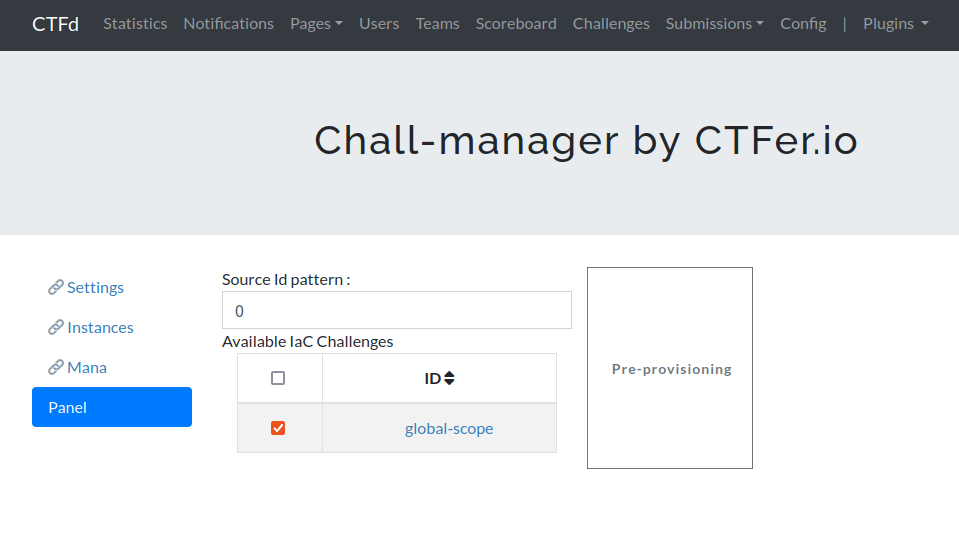 CTFd Statistics Notifications Pages Users Teams Scoreboard Challenges Submissions Config | Plugins
Chall-manager by CTFer.io
Settings
Instances
Mana
Panel
Source Id pattern :
0
Available IaC Challenges
ID
global-scope
Pre-provisioning